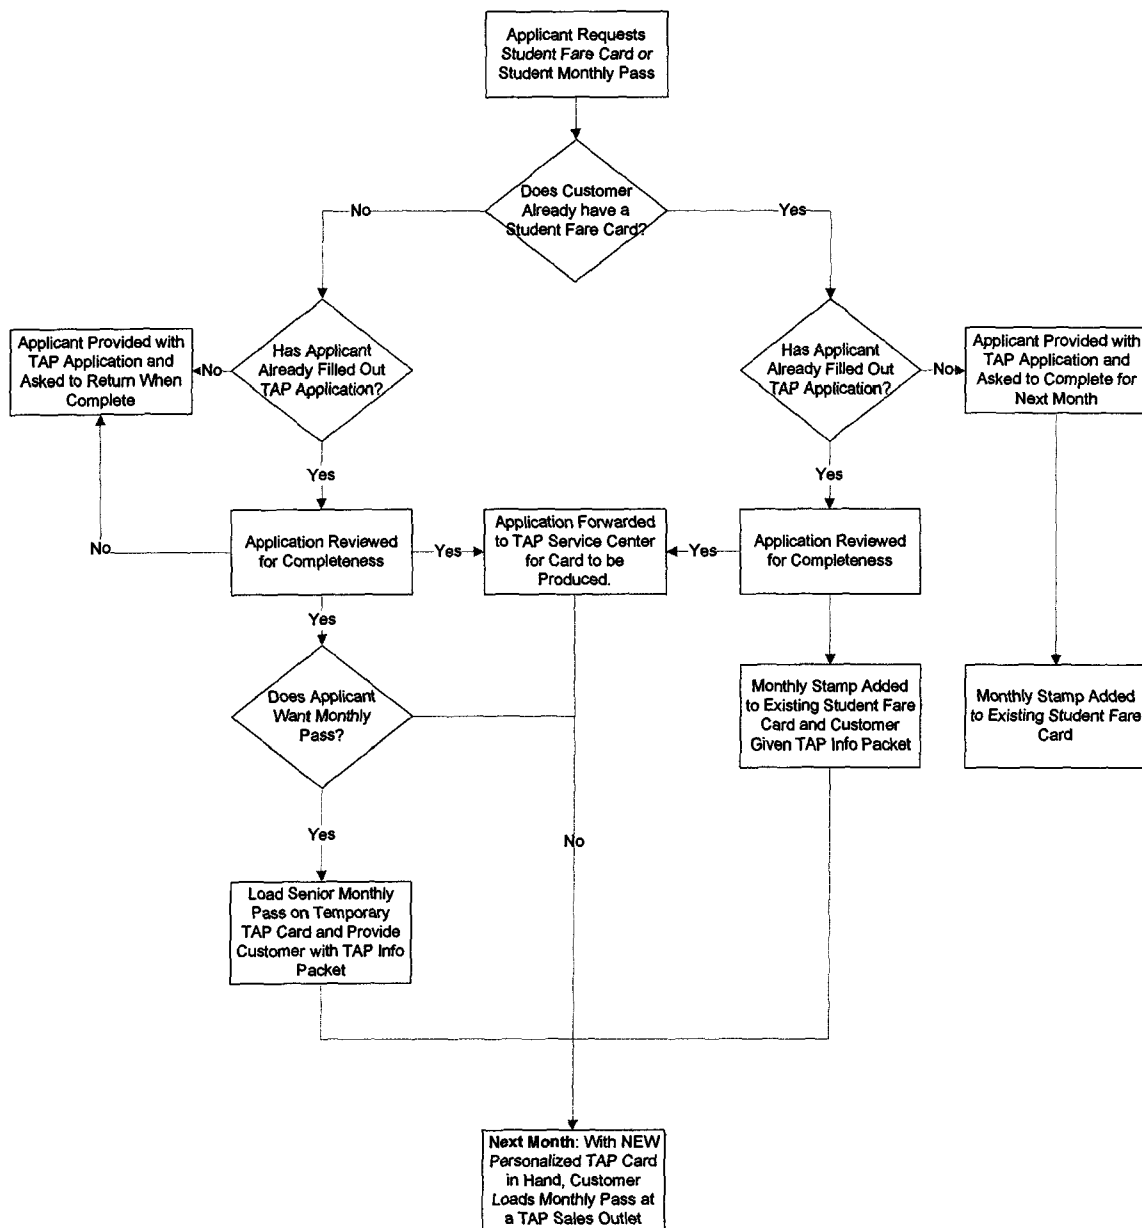 Applicant Requests
Student Fare Card or
Student Monthly Pass
Does Customer
Already have a
Student Fare Card?
No
Yes
Applicant Provided with
TAP Application and
Asked to Return When
Complete
No
Has Applicant
Already Filled Out
TAP Application?
Has Applicant
Already Filled Out
TAP Application?
No
Applicant Provided with
TAP Application and
Asked to Complete for
Next Month
Yes
Yes
No
Application Reviewed
for Completeness
Yes
Application Forwarded
to TAP Service Center
for Card to be
Produced.
Yes
Application Reviewed
for Completeness
Yes
Does Applicant
Want Monthly
Pass?
Monthly Stamp Added
to Existing Student Fare
Card and Customer
Given TAP Info Packet
Monthly Stamp Added
to Existing Student Fare
Card
Yes
No
Load Senior Monthly
Pass on Temporary
TAP Card and Provide
Customer with TAP Info
Packet
Next Month: With NEW
Personalized TAP Card
in Hand, Customer
Loads Monthly Pass at
a TAP Sales Outlet